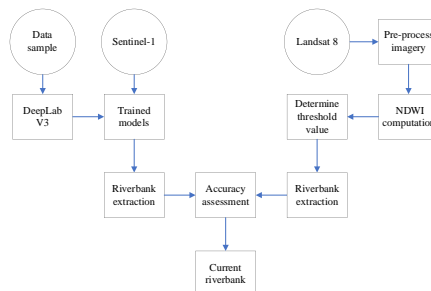 Data
sample
Sentinel-1
Landsat 8
Pre-process
imagery
DeepLab
V3
Trained
models
Determine
threshold
value
NDWI
computation
Riverbank
extraction
Accuracy
assessment
Riverbank
extraction
Current
riverbank